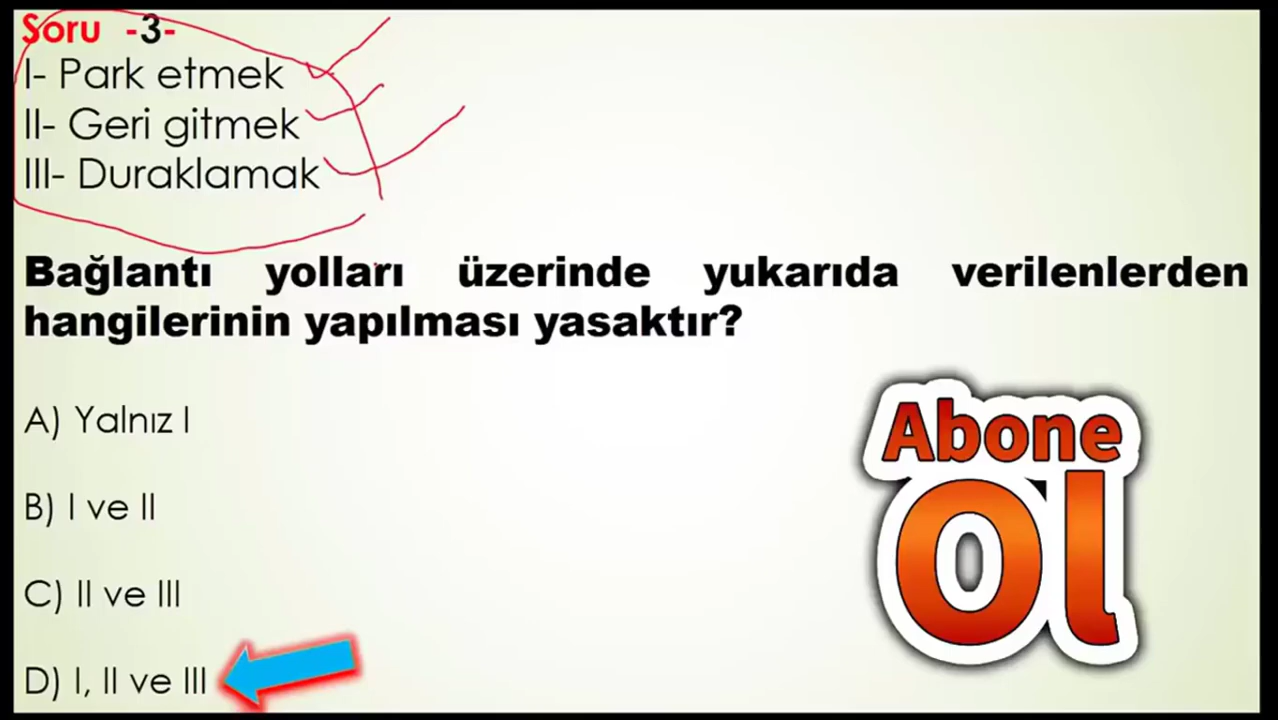 Soru -3-
I- Park etmek
II- Geri gitmek
III- Duraklamak
Bağlantı yolları üzerinde yukarıda verilenlerden
hangilerinin yapılması yasaktır?
A) Yalnız I
B) I ve II
C) II ve III
D) I, II ve III
Abone
Ol